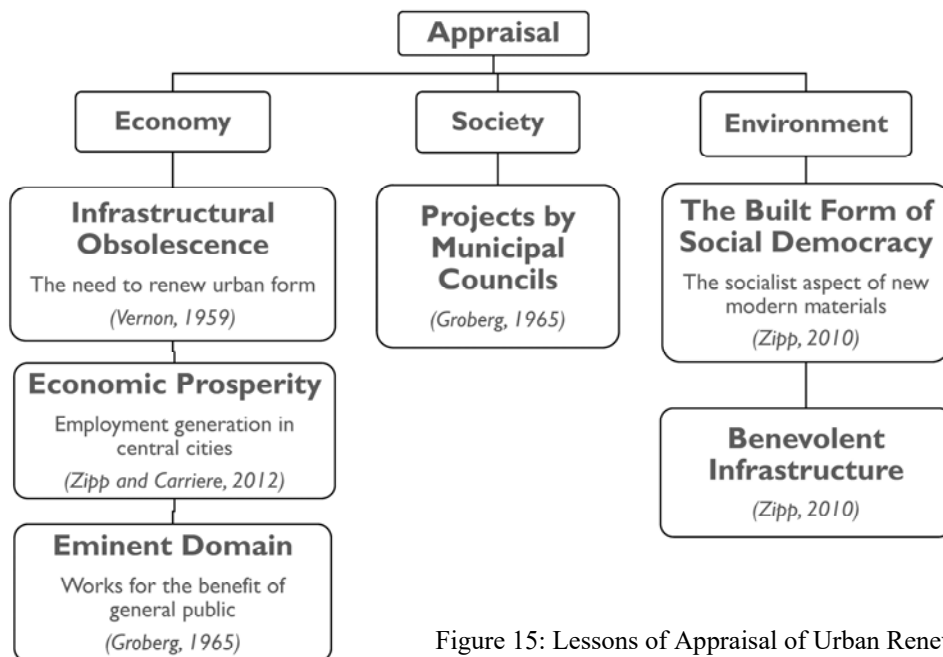 Appraisal
Economy
Society
Environment
Infrastructural
Obsolescence
The need to renew urban form
(Vernon, 1959)
Economic Prosperity
Employment generation in
central cities
(Zipp and Carriere, 2012)
Eminent Domain
Works for the benefit of
general public
(Groberg, 1965)
Projects by
Municipal
Councils
(Groberg, 1965)
The Built Form of
Social Democracy
The socialist aspect of new
modern materials
(Zipp, 2010)
Benevolent
Infrastructure
(Zipp, 2010)
Figure 15: Lessons of Appraisal of Urban Rene